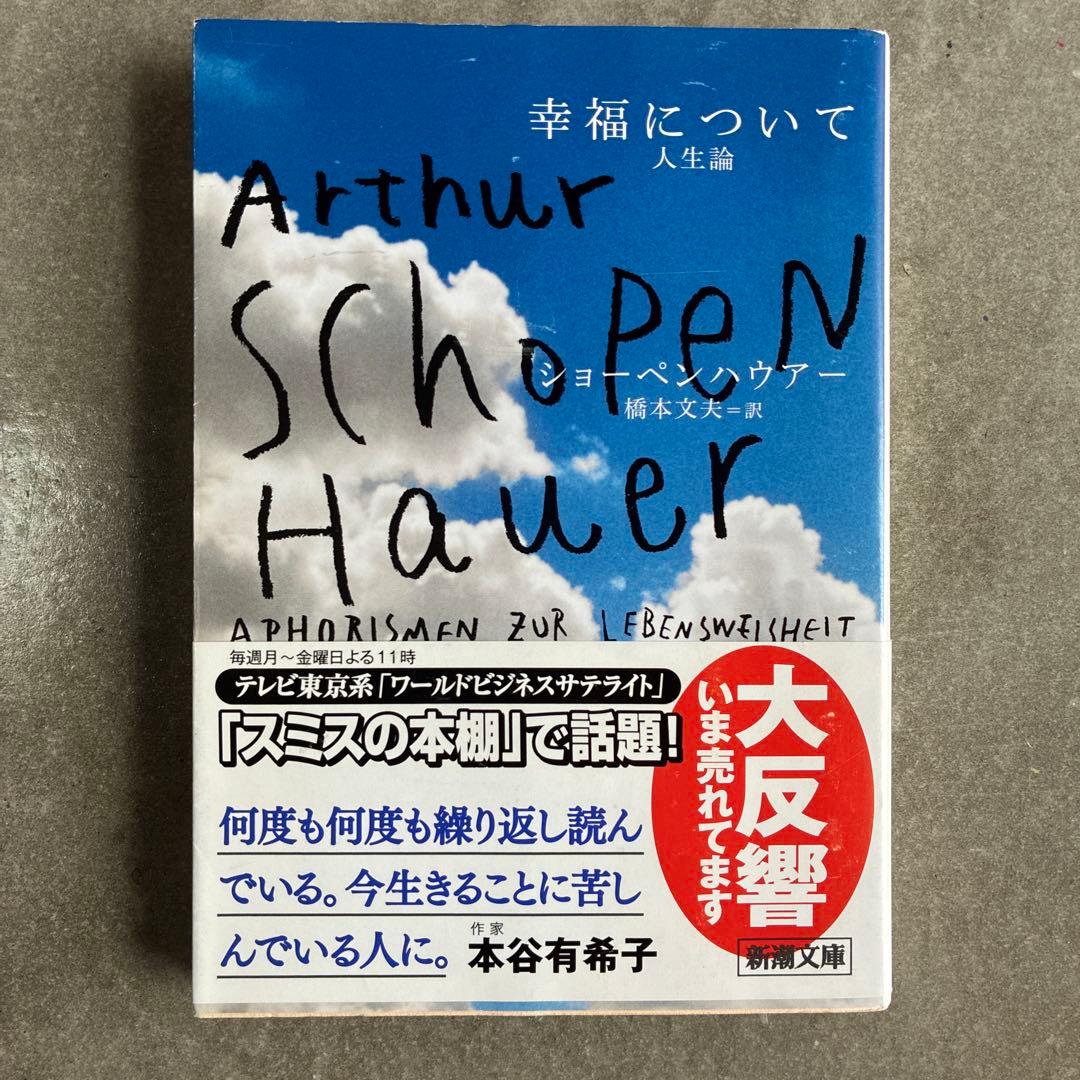 幸福について
人生論
Arthur
Schopen
Hauer
ショーペンハウアー
橋本文夫=訳
APHORISMEN ZUR LEBENSWEISHEIT
毎週月~金曜日よる11時
テレビ東京系「ワールドビジネスサテライト」
「スミスの本棚」で話題!
大反響
いま売れてます
何度も何度も繰り返し読ん
でいる。今生きることに苦し
んでいる人に。
作家
本谷有希子
新潮文庫